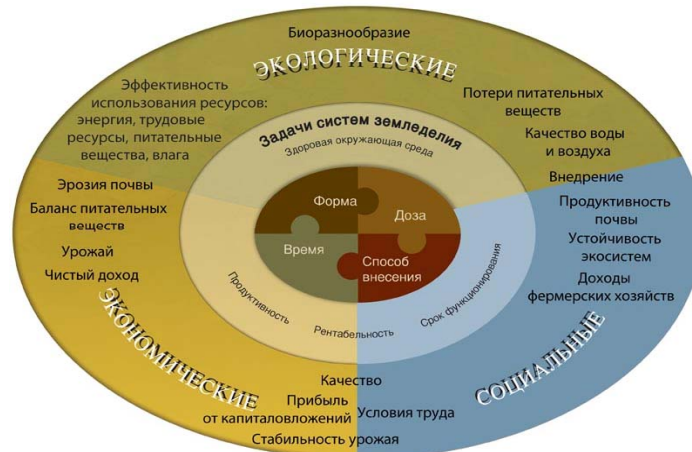 Биоразнообразие
ЭКОЛОГИЧЕСКИЕ
Эффективность
использования ресурсов:
энергия, трудовые
ресурсы, питательные
вещества, влага
Потери питательных
веществ
Качество воды
и воздуха
Задачи систем земледелия
Здоровая окружающая среда
Форма
Доза
Время
Способ
внесения
Продуктивность
Рентабельность
Срок функционирования
Эрозия почвы
Баланс питательных
веществ
Урожай
Чистый доход
ЭКОНОМИЧЕСКИЕ
Внедрение
Продуктивность
почвы
Устойчивость
экосистем
Доходы
фермерских хозяйств
СОЦИАЛЬНЫЕ
Качество
Прибыль
от капиталовложений
Условия труда
Стабильность урожая